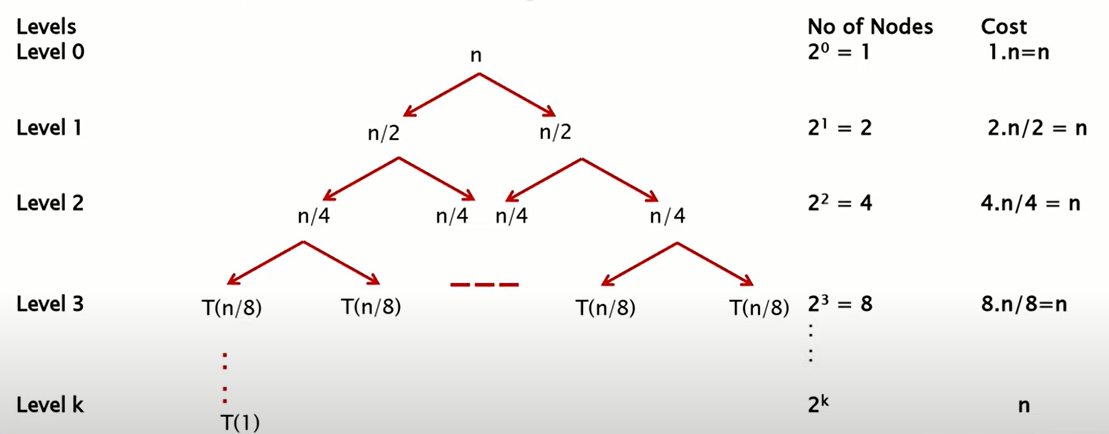 Levels No of Nodes Cost
Level 0 n 2⁰ = 1 1.n=n
Level 1 n/2 n/2 2¹ = 2 2.n/2 = n
Level 2 n/4 n/4 n/4 n/4 2² = 4 4.n/4 = n
Level 3 T(n/8) T(n/8) T(n/8) T(n/8) 2³ = 8 8.n/8=n
Level k 2ᵏ n
T(1)